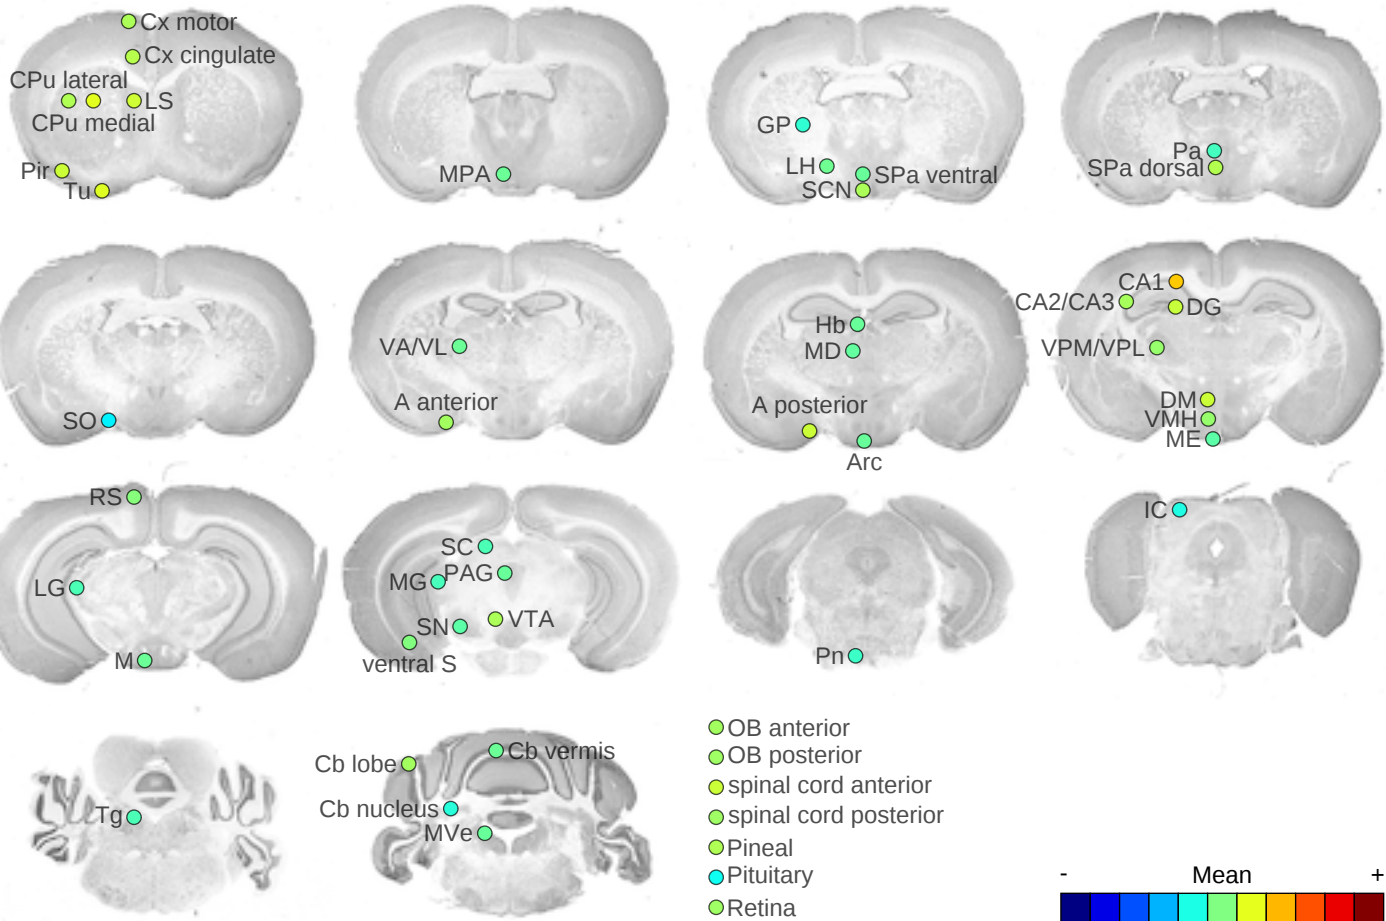 Cx motor
Cx cingulate
CPu lateral
LS
CPu medial
Pir
Tu
MPA
GP
LH
SPa ventral
SCN
Pa
SPa dorsal
SO
VA/VL
A anterior
Hb
MD
A posterior
Arc
CA1
CA2/CA3
DG
VPM/VPL
DM
VMH
ME
RS
LG
M
SC
MG
PAG
SN
VTA
ventral S
Pn
IC
Tg
Cb lobe
Cb vermis
Cb nucleus
MVe
OB anterior
OB posterior
spinal cord anterior
spinal cord posterior
Pineal
Pituitary
Retina
- Mean +